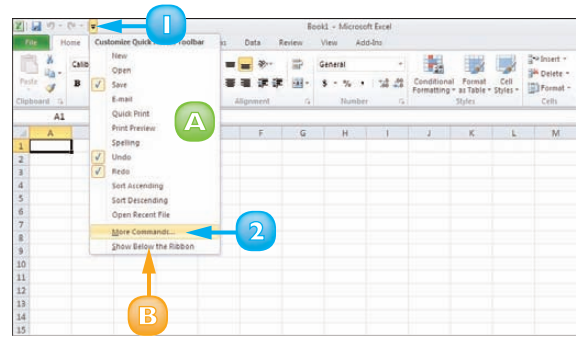 1
Book1 - Microsoft Excel
File Home Data Review View Add-Ins
Customize Quick Toolbar
New
Open
Save
E-mail
Quick Print
Print Preview
Spelling
Undo
Redo
Sort Ascending
Sort Descending
Open Recent File
More Commands...
Show Below the Ribbon
A
2
B
Paste
Clipboard
Calib
B
Alignment
General
$ % ,
Number
Conditional Formatting
Format as Table
Cell Styles
Styles
Insert
Delete
Format
Cells
A1
A F G H I J K L M
1
2
3
4
5
6
7
8
9
10
11
12
13
14
15